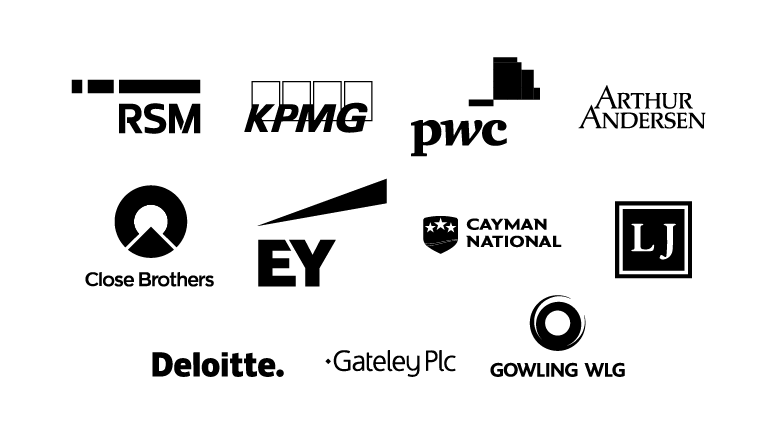 RSM
KPMG
pwc
ARTHUR
ANDERSEN
Close Brothers
EY
CAYMAN
NATIONAL
LJ
Deloitte.
Gateley Plc
GOWLING WLG